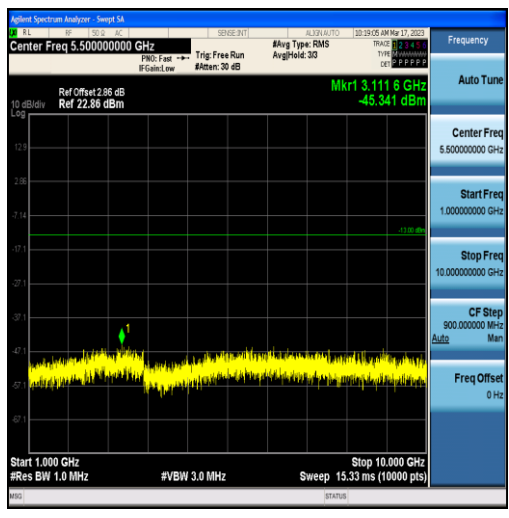 Agilent Spectrum Analyzer - Swept SA
RL RF 50 Ω AC SENSE:INT ALIGN AUTO 10:19:05 AM Mar 17, 2023
Center Freq 5.500000000 GHz #Avg Type: RMS TRACE 1 2 3 4 5 6
PNO: Fast Trig: Free Run Avg|Hold: 3/3 TYPE
IFGain:Low #Atten: 30 dB DET P P P P P P
Mkr1 3.111 6 GHz
-45.341 dBm
Ref Offset 2.86 dB
10 dB/div Ref 22.86 dBm
Log
12.9
2.86
-7.14
-13.00 dBm
-17.1
-27.1
-37.1
1
-47.1
-57.1
-67.1
Start 1.000 GHz Stop 10.000 GHz
#Res BW 1.0 MHz #VBW 3.0 MHz Sweep 15.33 ms (10000 pts)
MSG STATUS
Frequency
Auto Tune
Center Freq
5.500000000 GHz
Start Freq
1.000000000 GHz
Stop Freq
10.000000000 GHz
CF Step
900.000000 MHz
Auto Man
Freq Offset
0 Hz